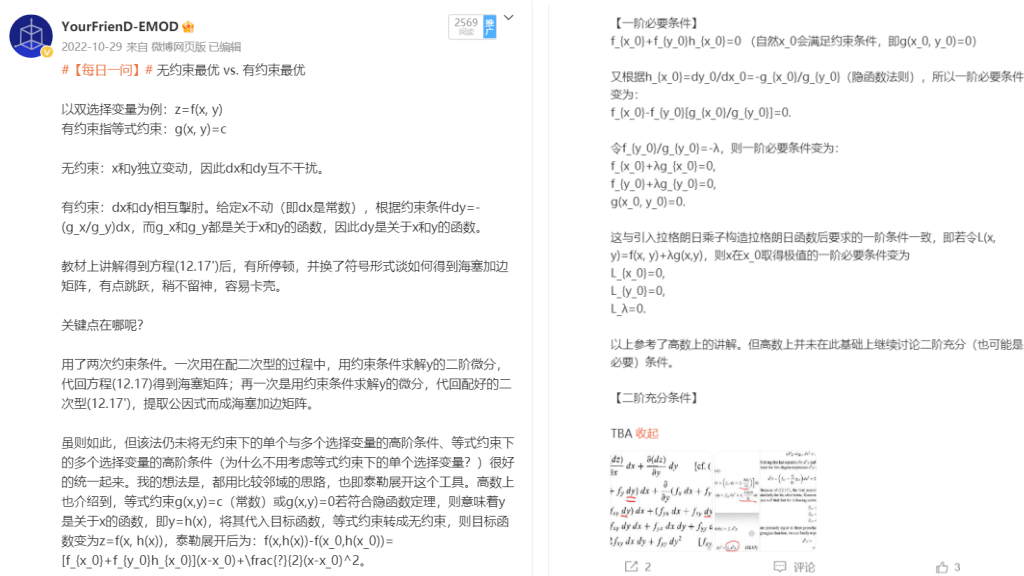 YourFrienD-EMOD
2569
阅读
推广
2022-10-29 来自 微博网页版 已编辑
#【每日一问】# 无约束最优 vs. 有约束最优
以双选择变量为例：z=f(x, y)
有约束指等式约束：g(x, y)=c
无约束：x和y独立变动，因此dx和dy互不干扰。
有约束：dx和dy相互掣肘。给定x不动（即dx是常数），根据约束条件dy=-
(g_x/g_y)dx，而g_x和g_y都是关于x和y的函数，因此dy是关于x和y的函数。
教材上讲解得到方程(12.17')后，有所停顿，并换了符号形式谈如何得到海塞加边
矩阵，有点跳跃，稍不留神，容易卡壳。
关键点在哪呢？
用了两次约束条件。一次用在配二次型的过程中，用约束条件求解y的二阶微分，
代回方程(12.17)得到海塞矩阵；再一次是用约束条件求解y的微分，代回配好的二
次型(12.17')，提取公因式而成海塞加边矩阵。
虽则如此，但该法仍未将无约束下的单个与多个选择变量的高阶条件、等式约束下
的多个选择变量的高阶条件（为什么不用考虑等式约束下的单个选择变量？）很好
的统一起来。我的想法是，都用比较邻域的思路，也即泰勒展开这个工具。高数上
也介绍到，等式约束g(x,y)=c（常数）或g(x,y)=0若符合隐函数定理，则意味着y
是关于x的函数，即y=h(x)，将其代入目标函数，等式约束转成无约束，则目标函
数变为z=f(x, h(x))，泰勒展开后为：f(x,h(x))-f(x_0,h(x_0))=
[f_{x_0}+f_{y_0}h_{x_0}](x-x_0)+\frac{?}{2}(x-x_0)^2。
【一阶必要条件】
f_{x_0}+f_{y_0}h_{x_0}=0 （自然x_0会满足约束条件，即g(x_0, y_0)=0）
又根据h_{x_0}=dy_0/dx_0=-g_{x_0}/g_{y_0}（隐函数法则），所以一阶必要条件
变为：
f_{x_0}-f_{y_0}[g_{x_0}/g_{y_0}]=0.
令f_{y_0}/g_{y_0}=-λ，则一阶必要条件变为：
f_{x_0}+λg_{x_0}=0,
f_{y_0}+λg_{y_0}=0,
g(x_0, y_0)=0.
这与引入拉格朗日乘子构造拉格朗日函数后要求的一阶条件一致，即若令L(x,
y)=f(x, y)+λg(x,y)，则x在x_0取得极值的一阶必要条件变为
L_{x_0}=0,
L_{y_0}=0,
L_λ=0.
以上参考了高数上的讲解。但高数上并未在此基础上继续讨论二阶充分（也可能是
必要）条件。
【二阶充分条件】
TBA 收起
2
评论
3